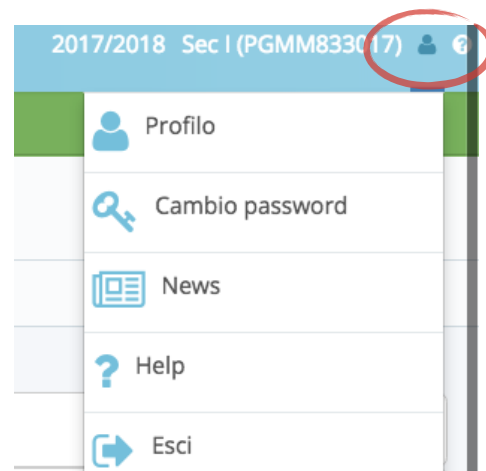 2017/2018 Sec I (PGMM833017)
Profilo
Cambio password
News
Help
Esci